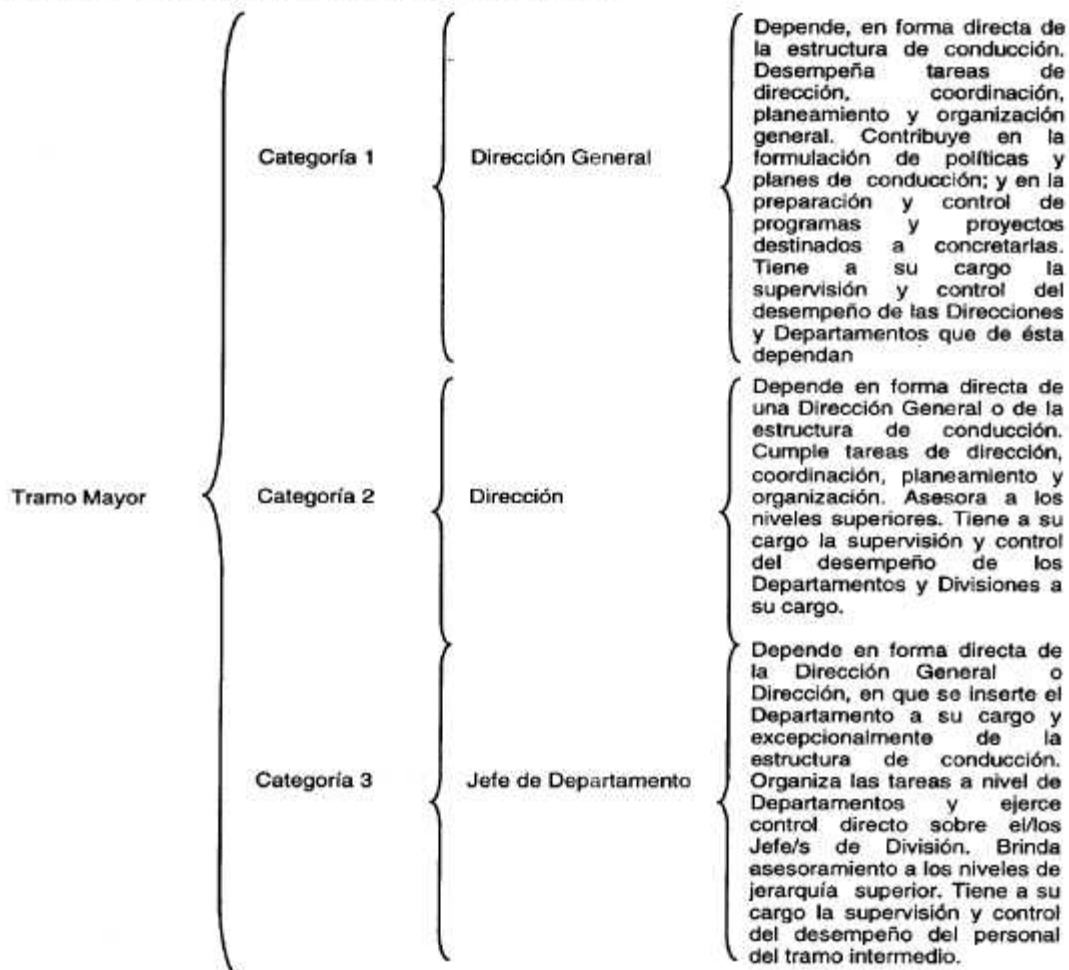 Tramo Mayor
Categoría 1
Dirección General
Depende, en forma directa de
la estructura de conducción.
Desempeña tareas de
dirección, coordinación,
planeamiento y organización
general. Contribuye en la
formulación de políticas y
planes de conducción; y en la
preparación y control de
programas y proyectos
destinados a concretarlas.
Tiene a su cargo la
supervisión y control del
desempeño de las Direcciones
y Departamentos que de ésta
dependan
Categoría 2
Dirección
Depende en forma directa de
una Dirección General o de la
estructura de conducción.
Cumple tareas de dirección,
coordinación, planeamiento y
organización. Asesora a los
niveles superiores. Tiene a su
cargo la supervisión y control
del desempeño de los
Departamentos y Divisiones a
su cargo.
Categoría 3
Jefe de Departamento
Depende en forma directa de
la Dirección General o
Dirección, en que se inserte el
Departamento a su cargo y
excepcionalmente de la
estructura de conducción.
Organiza las tareas a nivel de
Departamentos y ejerce
control directo sobre el/los
Jefe/s de División. Brinda
asesoramiento a los niveles de
jerarquía superior. Tiene a su
cargo la supervisión y control
del desempeño del personal
del tramo intermedio.